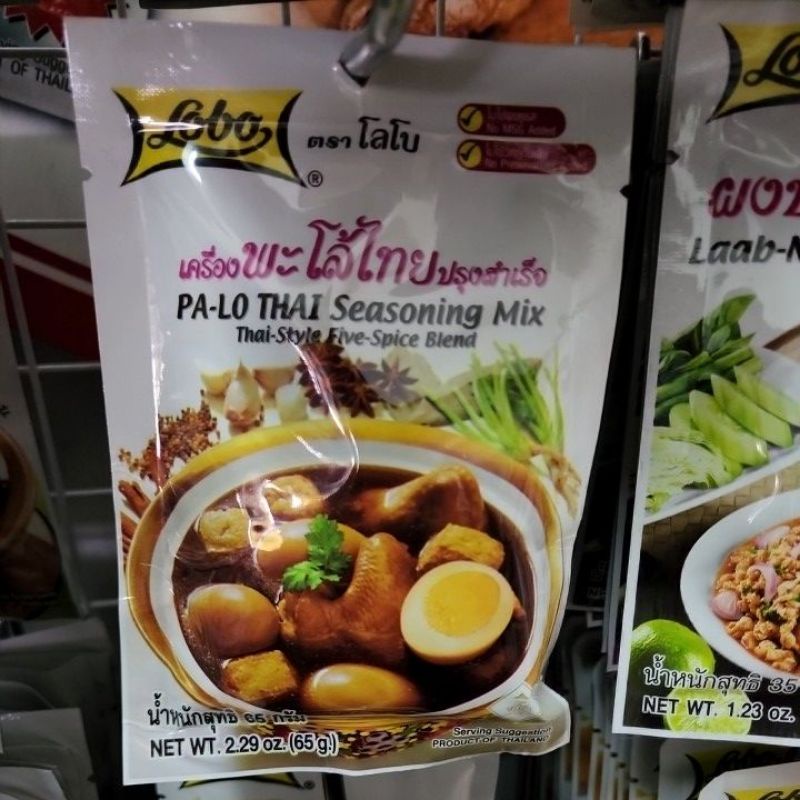 OF THAIL
Lobo
®
ตรา โลโบ
No MSG Added
เครื่องพะโล้ไทยปรุงสำเร็จ
PA-LO THAI Seasoning Mix
Thai-Style Five-Spice Blend
น้ำหนักสุทธิ 65 กรัม
NET WT. 2.29 oz. (65 g.)
Serving Suggestion
PRODUCT OF THAILAND
Lo
Laab-N
น้ำหนักสุทธิ 35
NET WT. 1.23 oz.